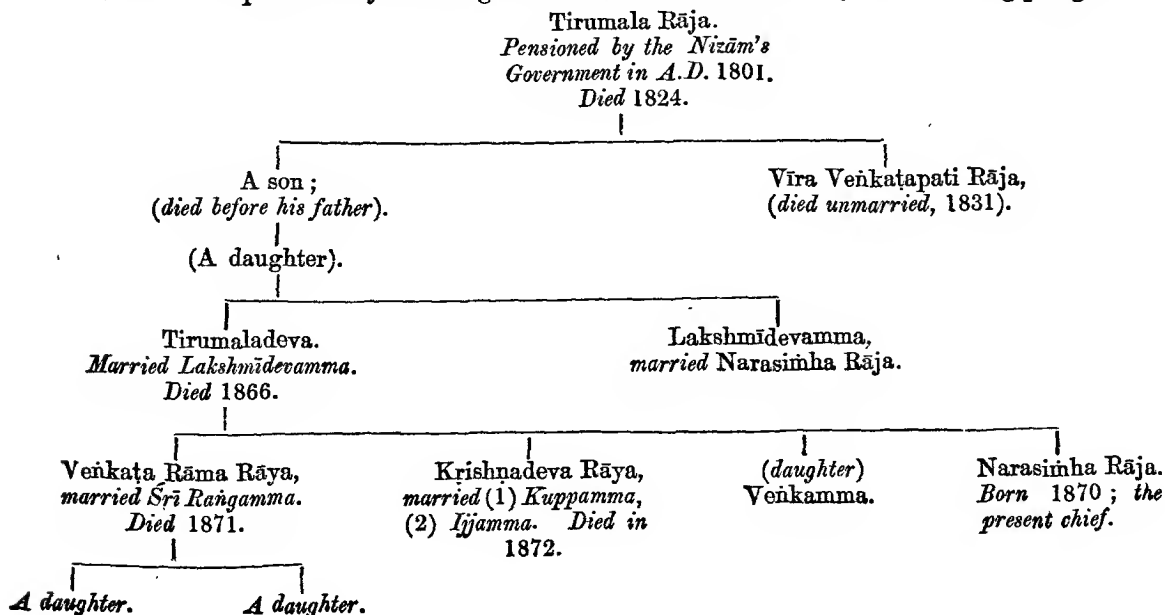 Tirumala Rāja.
Pensioned by the Nizām's
Government in A.D. 1801.
Died 1824.
A son ;
(died before his father).
Vīra Veṅkaṭapati Rāja,
(died unmarried, 1831).
(A daughter).
Tirumaladeva.
Married Lakshmīdevamma.
Died 1866.
Lakshmīdevamma,
married Narasiṁha Rāja.
Veṅkaṭa Rāma Rāya,
married Śrī Raṅgamma.
Died 1871.
Kṛishṇadeva Rāya,
married (1) Kuppamma,
(2) Ijjamma. Died in
1872.
(daughter)
Veṅkamma.
Narasiṁha Rāja.
Born 1870 ; the
present chief.
A daughter. A daughter.